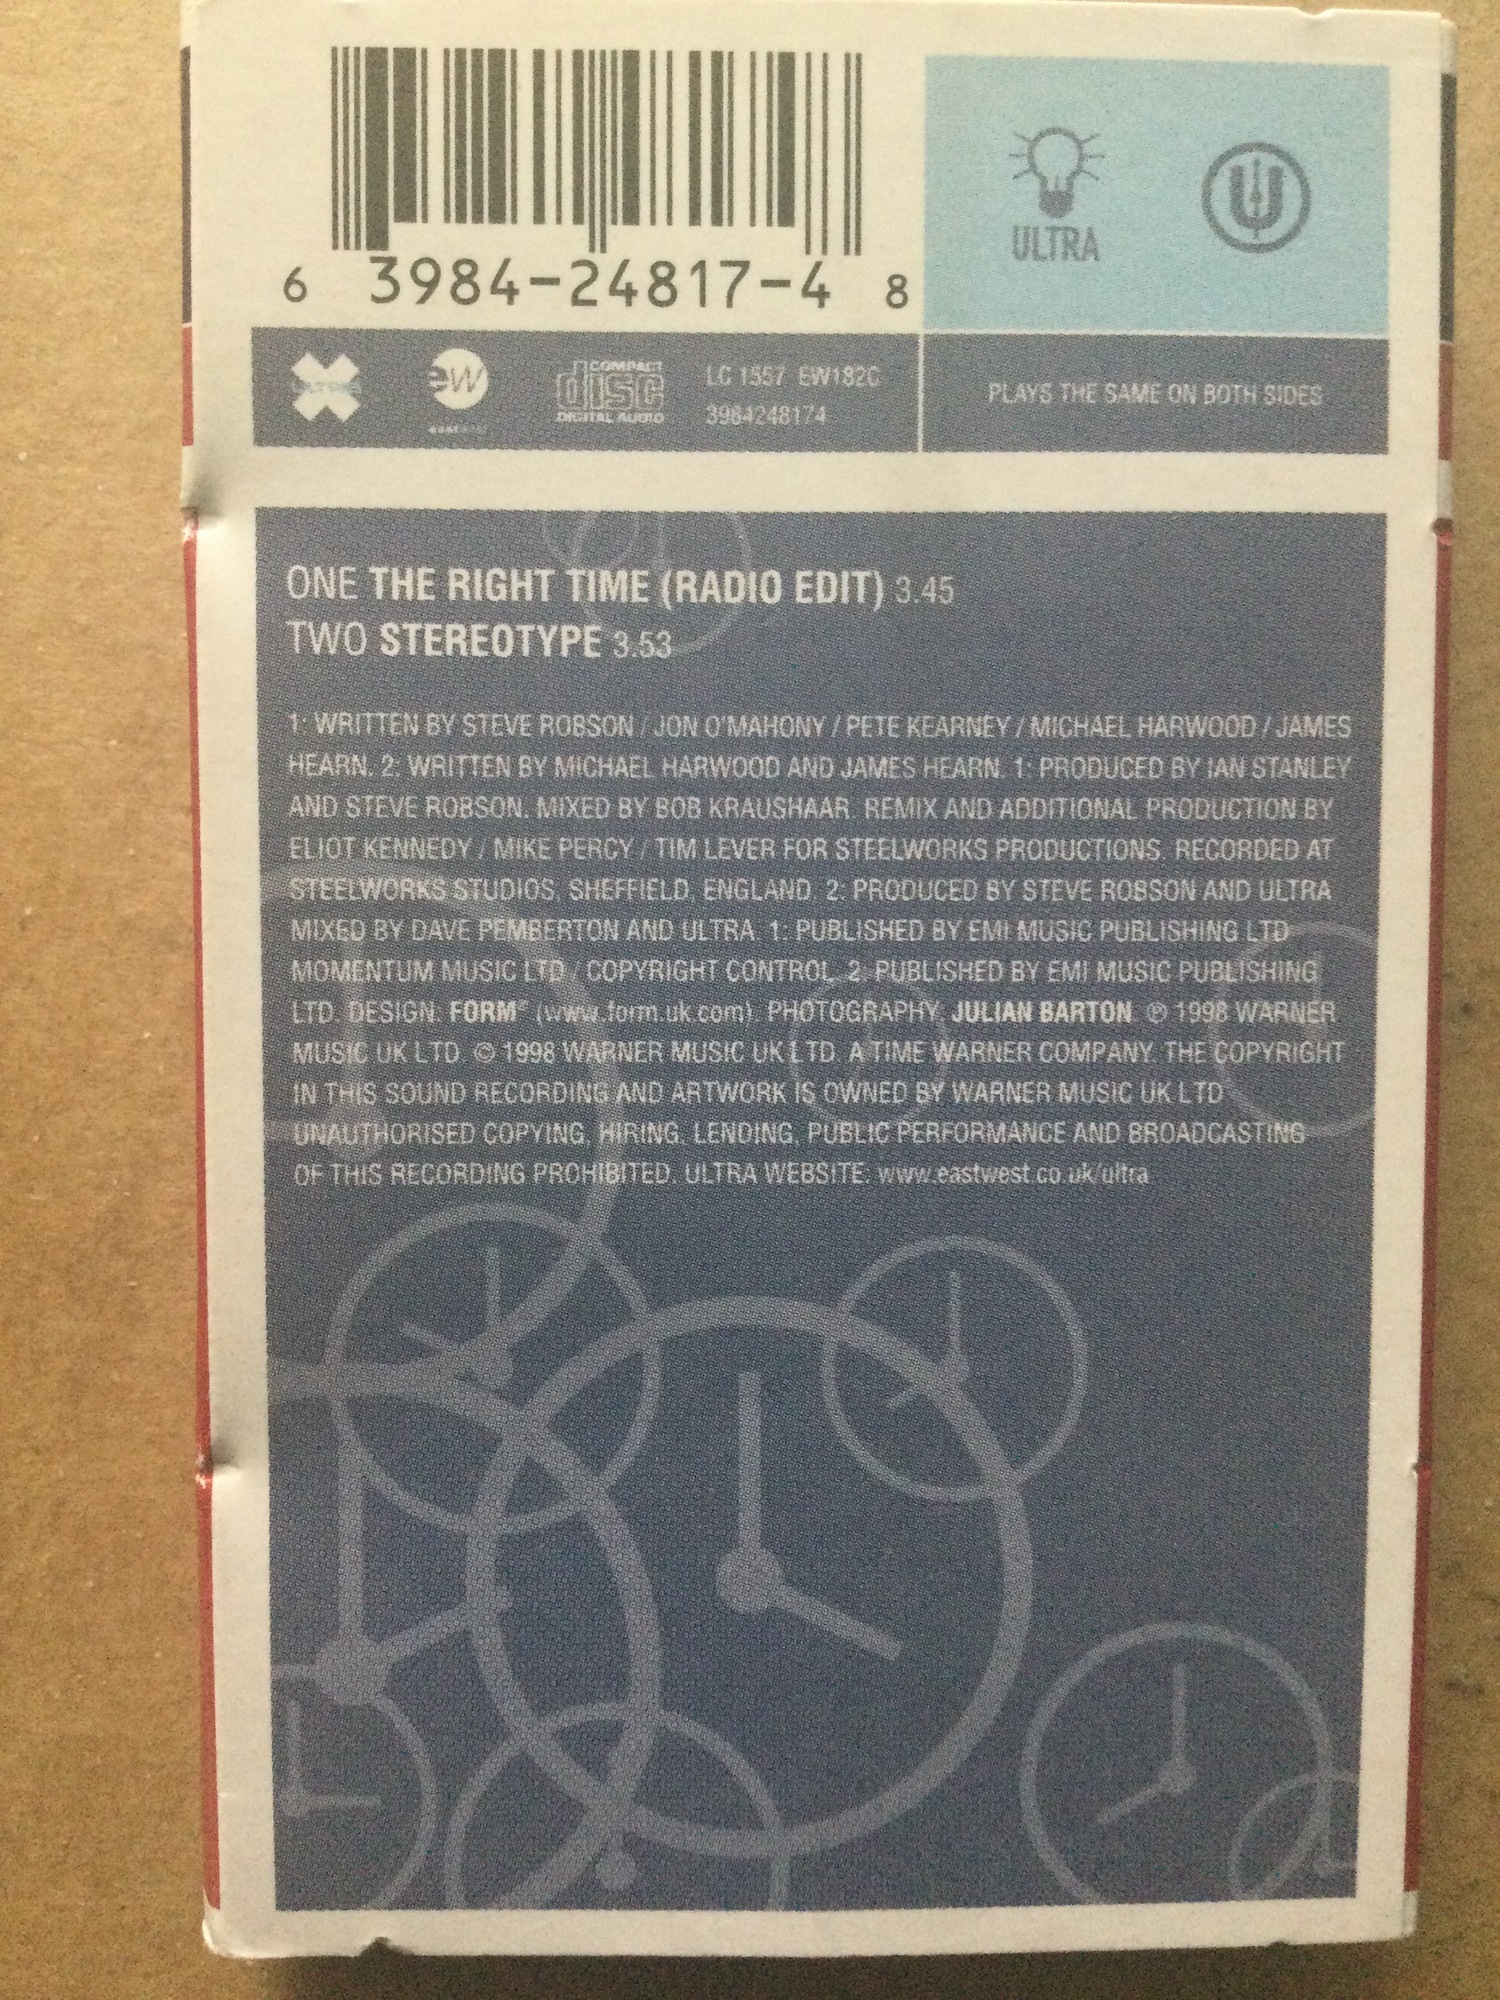 6 3984-24817-4 8
ULTRA
ew
COMPACT
disc
DIGITAL AUDIO
LC 1557 EW182C
3984248174
PLAYS THE SAME ON BOTH SIDES
ONE THE RIGHT TIME (RADIO EDIT) 3.45
TWO STEREOTYPE 3.53
1: WRITTEN BY STEVE ROBSON / JON O'MAHONY / PETE KEARNEY / MICHAEL HARWOOD / JAMES
HEARN. 2: WRITTEN BY MICHAEL HARWOOD AND JAMES HEARN. 1: PRODUCED BY IAN STANLEY
AND STEVE ROBSON. MIXED BY BOB KRAUSHAAR. REMIX AND ADDITIONAL PRODUCTION BY
ELIOT KENNEDY / MIKE PERCY / TIM LEVER FOR STEELWORKS PRODUCTIONS. RECORDED AT
STEELWORKS STUDIOS, SHEFFIELD, ENGLAND. 2: PRODUCED BY STEVE ROBSON AND ULTRA
MIXED BY DAVE PEMBERTON AND ULTRA. 1: PUBLISHED BY EMI MUSIC PUBLISHING LTD
MOMENTUM MUSIC LTD / COPYRIGHT CONTROL. 2: PUBLISHED BY EMI MUSIC PUBLISHING
LTD. DESIGN: FORM® (www.form.uk.com). PHOTOGRAPHY: JULIAN BARTON. ℗ 1998 WARNER
MUSIC UK LTD. © 1998 WARNER MUSIC UK LTD. A TIME WARNER COMPANY. THE COPYRIGHT
IN THIS SOUND RECORDING AND ARTWORK IS OWNED BY WARNER MUSIC UK LTD
UNAUTHORISED COPYING, HIRING, LENDING, PUBLIC PERFORMANCE AND BROADCASTING
OF THIS RECORDING PROHIBITED. ULTRA WEBSITE: www.eastwest.co.uk/ultra